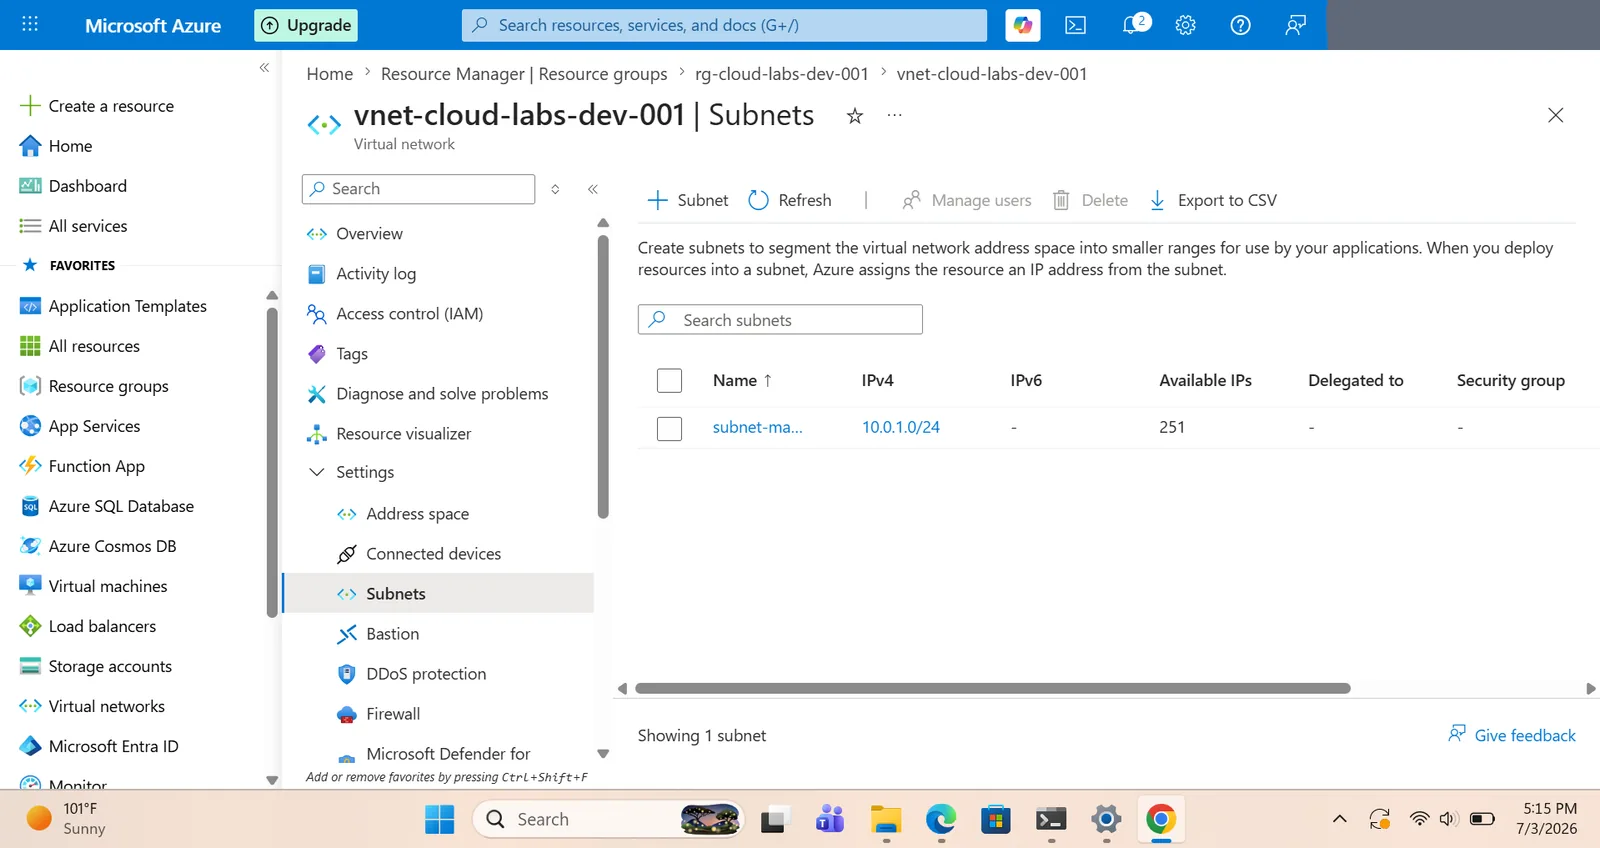 Microsoft Azure
Upgrade
Search resources, services, and docs (G+/)
2
Home > Resource Manager | Resource groups > rg-cloud-labs-dev-001 > vnet-cloud-labs-dev-001
vnet-cloud-labs-dev-001 | Subnets
Virtual network
Create a resource
Home
Dashboard
All services
FAVORITES
Application Templates
All resources
Resource groups
App Services
Function App
Azure SQL Database
Azure Cosmos DB
Virtual machines
Load balancers
Storage accounts
Virtual networks
Microsoft Entra ID
Monitor
Search
Overview
Activity log
Access control (IAM)
Tags
Diagnose and solve problems
Resource visualizer
Settings
Address space
Connected devices
Subnets
Bastion
DDoS protection
Firewall
Microsoft Defender for
Add or remove favorites by pressing Ctrl+Shift+F
Subnet
Refresh
Manage users
Delete
Export to CSV
Create subnets to segment the virtual network address space into smaller ranges for use by your applications. When you deploy
resources into a subnet, Azure assigns the resource an IP address from the subnet.
Search subnets
Name ↑ IPv4 IPv6 Available IPs Delegated to Security group
subnet-ma... 10.0.1.0/24 - 251 - -
Showing 1 subnet
Give feedback
101°F
Sunny
Search
5:15 PM
7/3/2026